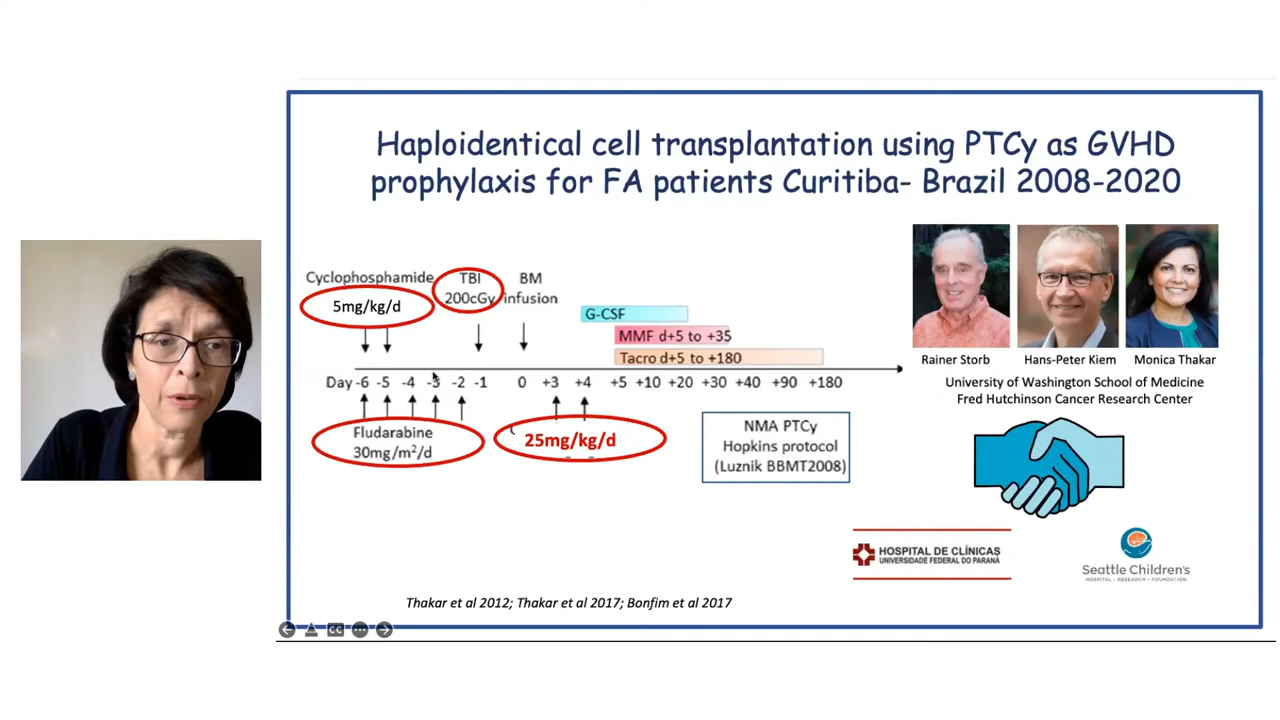 Haploidentical cell transplantation using PTCy as GVHD
prophylaxis for FA patients Curitiba- Brazil 2008-2020
Cyclophosphamide
5mg/kg/d
TBI
200cGy
BM
infusion
G-CSF
MMF d+5 to +35
Tacro d+5 to +180
Day -6 -5 -4 -3 -2 -1 0 +3 +4 +5 +10 +20 +30 +40 +90 +180
Fludarabine
30mg/m²/d
25mg/kg/d
NMA PTCy
Hopkins protocol
(Luznik BBMT2008)
Rainer Storb
Hans-Peter Kiem
Monica Thakar
University of Washington School of Medicine
Fred Hutchinson Cancer Research Center
HOSPITAL DE CLÍNICAS
UNIVERSIDADE FEDERAL DO PARANÁ
Seattle Children's
HOSPITAL • RESEARCH • FOUNDATION
Thakar et al 2012; Thakar et al 2017; Bonfim et al 2017
CC